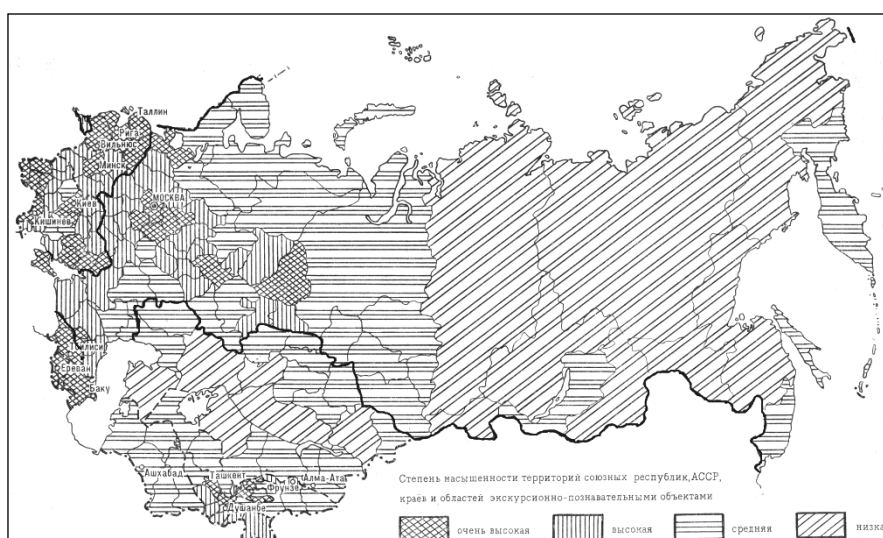 Таллин
Рига
Вильнюс
Минск
МОСКВА
Киев
Кишинев
Тбилиси
Ереван
Баку
Ашхабад
Ташкент
Фрунзе
Алма-Ата
Душанбе
Степень насыщенности территорий союзных республик, АССР,
краёв и областей экскурсионно-познавательными объектами
очень высокая высокая средняя низка